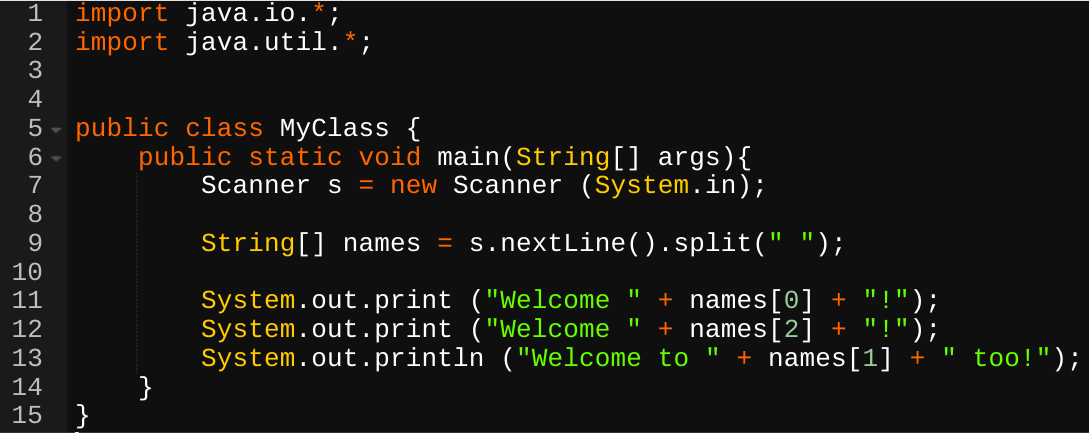 1 import java.io.*;
2 import java.util.*;
3
4
5 public class MyClass {
6     public static void main(String[] args){
7         Scanner s = new Scanner (System.in);
8
9         String[] names = s.nextLine().split(" ");
10
11         System.out.print ("Welcome " + names[0] + "!");
12         System.out.print ("Welcome " + names[2] + "!");
13         System.out.println ("Welcome to " + names[1] + " too!");
14     }
15 }